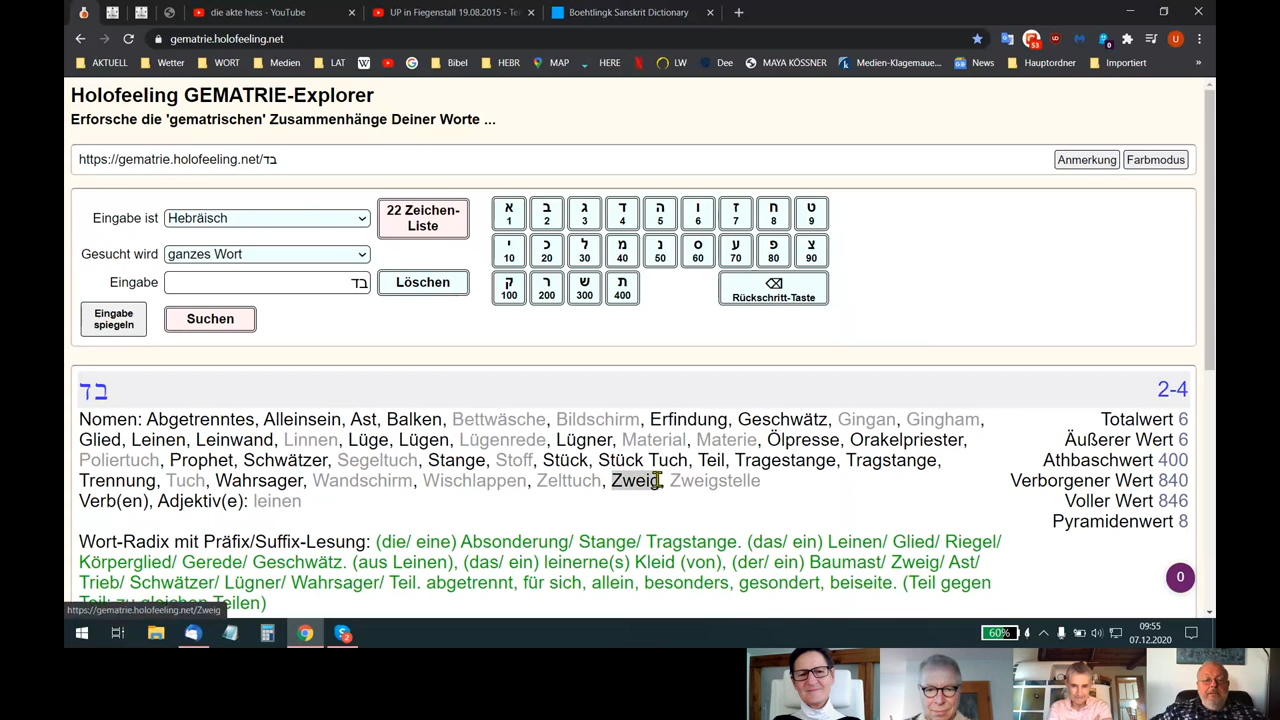 die akte hess - YouTube
UP in Fiegenstall 19.08.2015 - Te
Boehtlingk Sanskrit Dictionary
gematrie.holofeeling.net
53
0
U
AKTUELL Wetter WORT Medien LAT Bibel HEBR MAP HERE LW Dee MAYA KÖSSNER Medien-Klagemaue... News Hauptordner Importiert »
Holofeeling GEMATRIE-Explorer
Erforsche die 'gematrischen' Zusammenhänge Deiner Worte ...
https://gematrie.holofeeling.net/בד
Anmerkung
Farbmodus
Eingabe ist Hebräisch
22 Zeichen-
Liste
Gesucht wird ganzes Wort
Eingabe בד
Löschen
Eingabe
spiegeln
Suchen
א ב ג ד ה ו ז ח ט
1 2 3 4 5 6 7 8 9
י כ ל מ נ ס ע פ צ
10 20 30 40 50 60 70 80 90
ק ר ש ת
100 200 300 400
Rückschritt-Taste
בד
2-4
Nomen: Abgetrenntes, Alleinsein, Ast, Balken, Bettwäsche, Bildschirm, Erfindung, Geschwätz, Gingan, Gingham,
Glied, Leinen, Leinwand, Linnen, Lüge, Lügen, Lügenrede, Lügner, Material, Materie, Ölpresse, Orakelpriester,
Poliertuch, Prophet, Schwätzer, Segeltuch, Stange, Stoff, Stück, Stück Tuch, Teil, Tragestange, Tragstange,
Trennung, Tuch, Wahrsager, Wandschirm, Wischlappen, Zelttuch, Zweig, Zweigstelle
Verb(en), Adjektiv(e): leinen
Totalwert 6
Äußerer Wert 6
Athbaschwert 400
Verborgener Wert 840
Voller Wert 846
Pyramidenwert 8
Wort-Radix mit Präfix/Suffix-Lesung: (die/ eine) Absonderung/ Stange/ Tragstange. (das/ ein) Leinen/ Glied/ Riegel/
Körperglied/ Gerede/ Geschwätz. (aus Leinen), (das/ ein) leinerne(s) Kleid (von), (der/ ein) Baumast/ Zweig/ Ast/
Trieb/ Schwätzer/ Lügner/ Wahrsager/ Teil. abgetrennt, für sich, allein, besonders, gesondert, beiseite. (Teil gegen
Teil: zu gleichen Teilen)
0
https://gematrie.holofeeling.net/Zweig
2
60%
09:55
07.12.2020